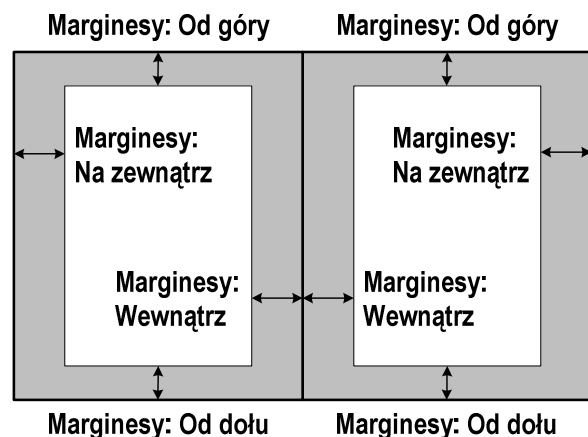 Marginesy: Od góry
Marginesy: Od góry
Marginesy:
Na zewnątrz
Marginesy:
Na zewnątrz
Marginesy:
Wewnątrz
Marginesy:
Wewnątrz
Marginesy: Od dołu
Marginesy: Od dołu